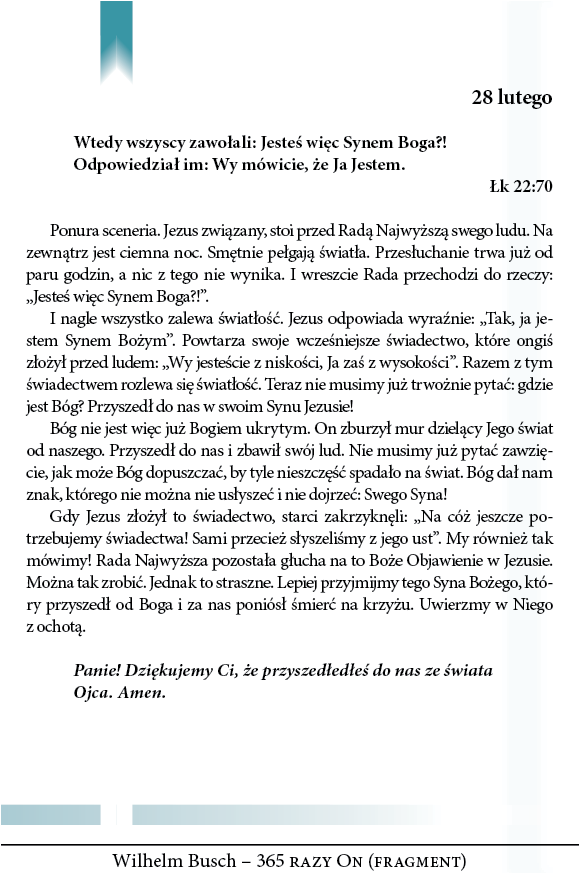 28 lutego
Wtedy wszyscy zawołali: Jesteś więc Synem Boga?!
Odpowiedział im: Wy mówicie, że Ja Jestem.
Łk 22:70
Ponura sceneria. Jezus związany, stoi przed Radą Najwyższą swego ludu. Na
zewnątrz jest ciemna noc. Smętnie pełgają światła. Przesłuchanie trwa już od
paru godzin, a nic z tego nie wynika. I wreszcie Rada przechodzi do rzeczy:
„Jesteś więc Synem Boga?!”.
I nagle wszystko zalewa światłość. Jezus odpowiada wyraźnie: „Tak, ja je-
stem Synem Bożym”. Powtarza swoje wcześniejsze świadectwo, które ongiś
złożył przed ludem: „Wy jesteście z niskości, Ja zaś z wysokości”. Razem z tym
świadectwem rozlewa się światłość. Teraz nie musimy już trwożnie pytać: gdzie
jest Bóg? Przyszedł do nas w swoim Synu Jezusie!
Bóg nie jest więc już Bogiem ukrytym. On zburzył mur dzielący Jego świat
od naszego. Przyszedł do nas i zbawił swój lud. Nie musimy już pytać zawzię-
cie, jak może Bóg dopuszczać, by tyle nieszczęść spadało na świat. Bóg dał nam
znak, którego nie można nie usłyszeć i nie dojrzeć: Swego Syna!
Gdy Jezus złożył to świadectwo, starci zakrzyknęli: „Na cóż jeszcze po-
trzebujemy świadectwa! Sami przecież słyszeliśmy z jego ust”. My również tak
mówimy! Rada Najwyższa pozostała głucha na to Boże Objawienie w Jezusie.
Można tak zrobić. Jednak to straszne. Lepiej przyjmijmy tego Syna Bożego, któ-
ry przyszedł od Boga i za nas poniósł śmierć na krzyżu. Uwierzmy w Niego
z ochotą.
Panie! Dziękujemy Ci, że przyszedłedłeś do nas ze świata
Ojca. Amen.
Wilhelm Busch – 365 razy On (fragment)